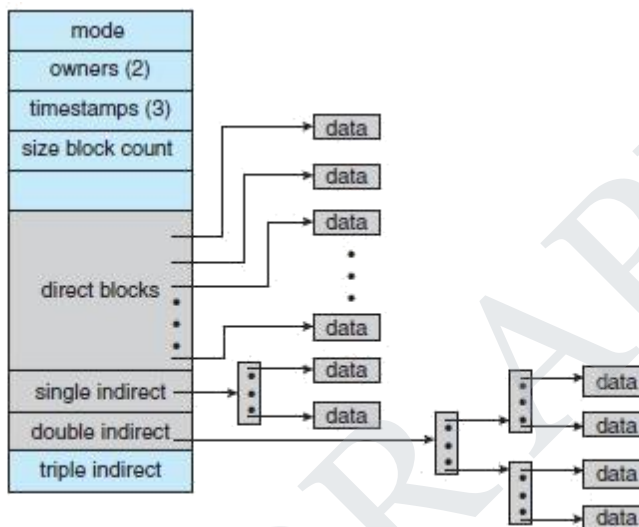 mode
owners (2)
timestamps (3)
size block count
direct blocks
single indirect
double indirect
triple indirect
data
data
data
data
data
data
data
data
data
data